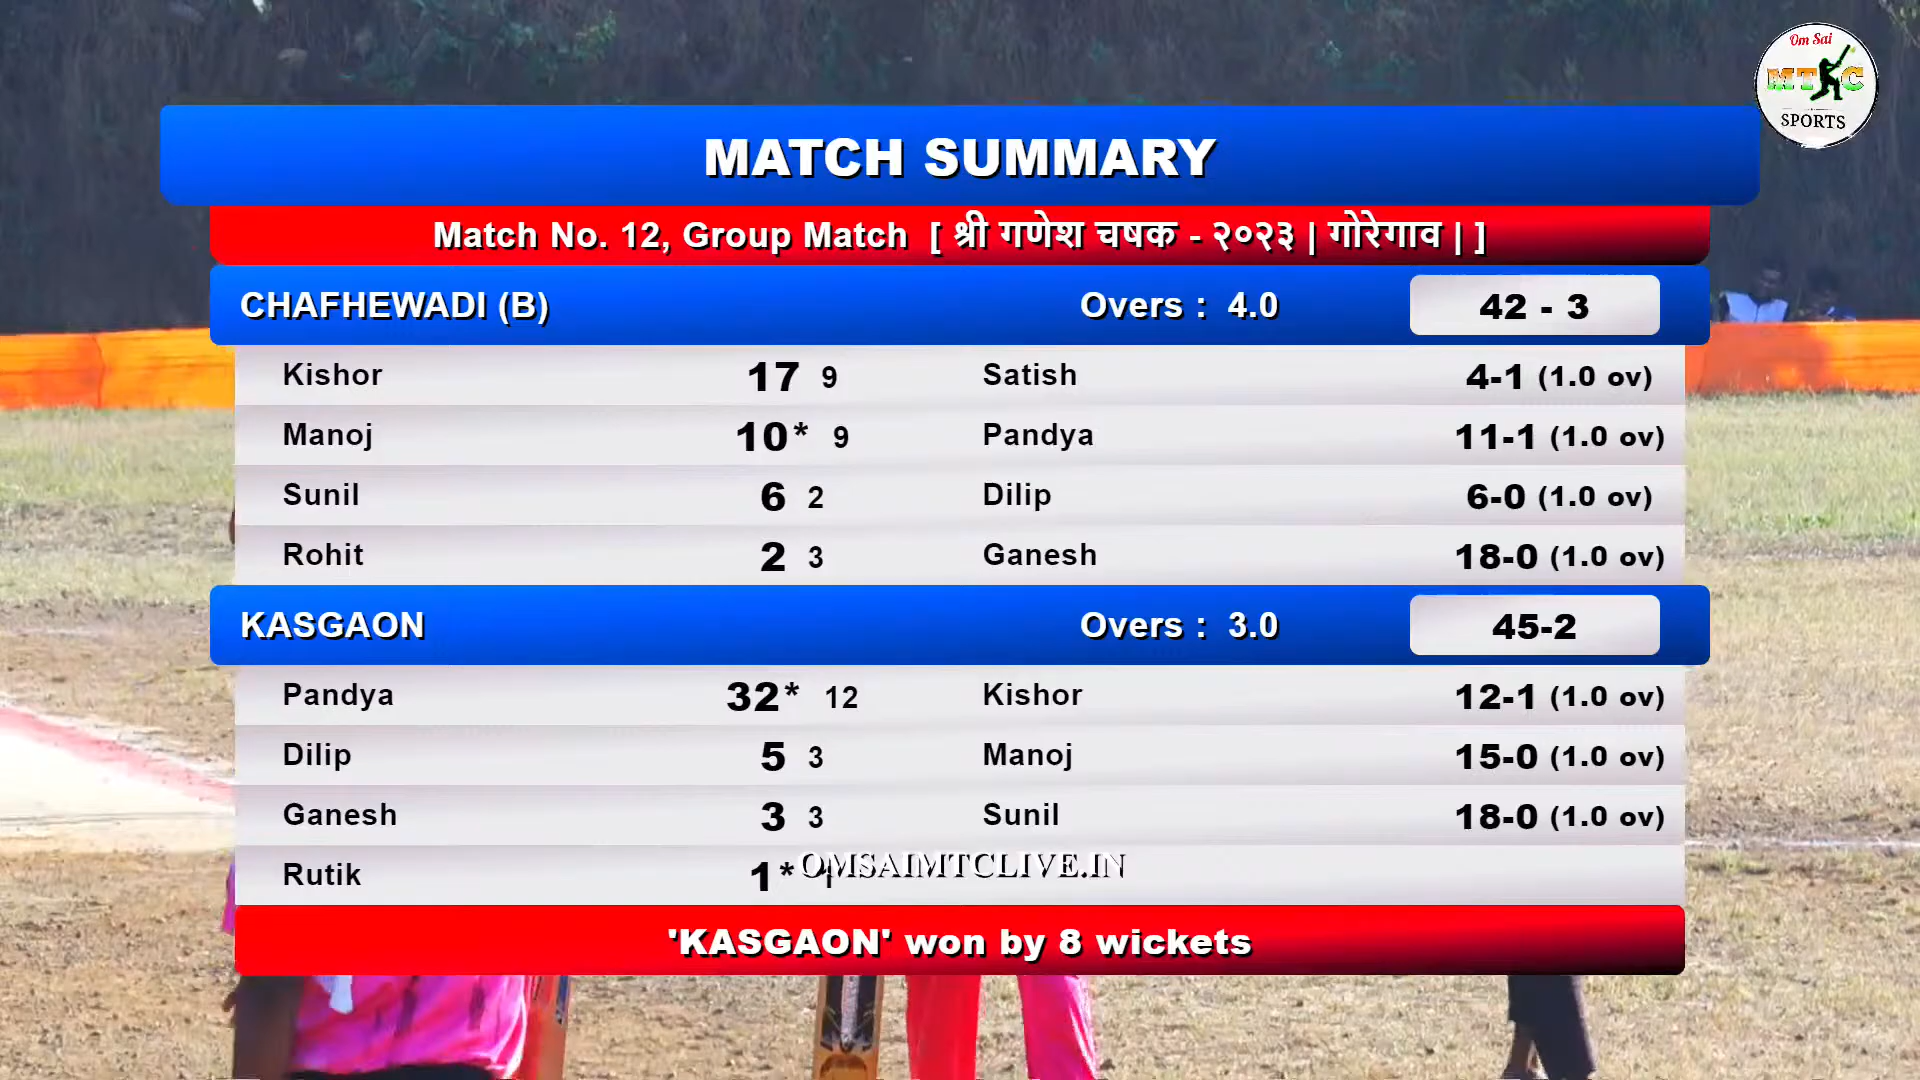 Om Sai
MTC
SPORTS
MATCH SUMMARY
Match No. 12, Group Match [ श्री गणेश चषक - २०२३ | गोरेगाव | ]
CHAFHEWADI (B) Overs : 4.0 42 - 3
Kishor 17 9 Satish 4-1 (1.0 ov)
Manoj 10* 9 Pandya 11-1 (1.0 ov)
Sunil 6 2 Dilip 6-0 (1.0 ov)
Rohit 2 3 Ganesh 18-0 (1.0 ov)
KASGAON Overs : 3.0 45-2
Pandya 32* 12 Kishor 12-1 (1.0 ov)
Dilip 5 3 Manoj 15-0 (1.0 ov)
Ganesh 3 3 Sunil 18-0 (1.0 ov)
Rutik 1*
OMSAIMTCLIVE.IN
'KASGAON' won by 8 wickets